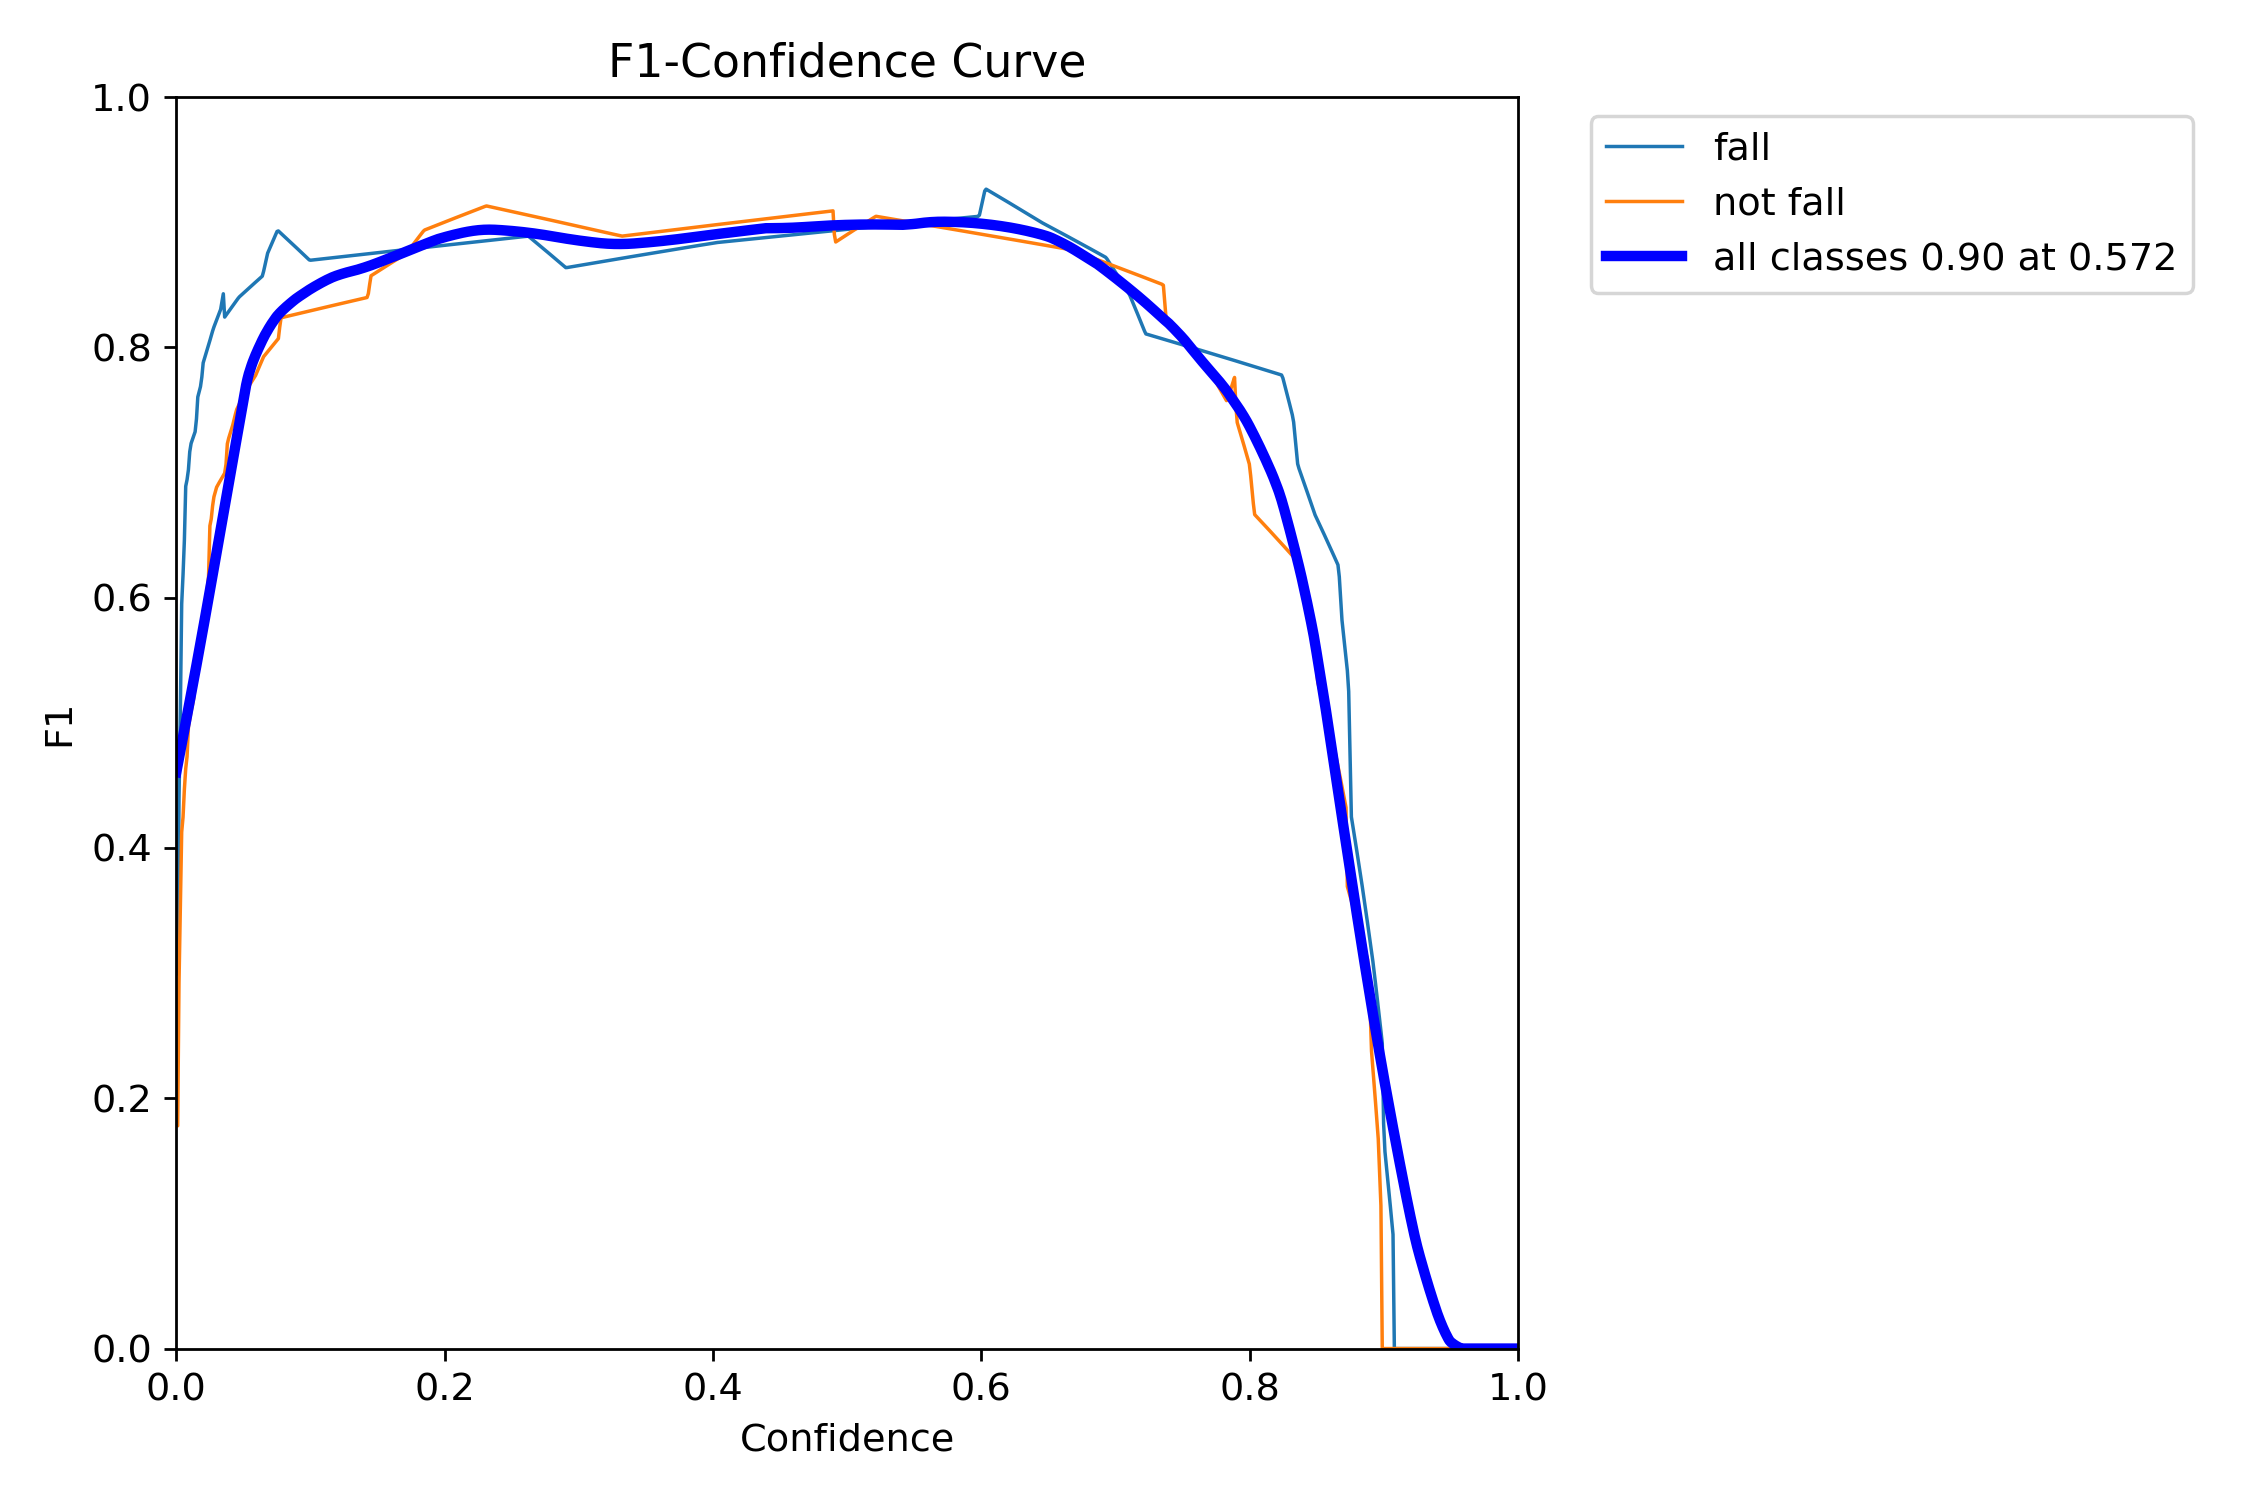 F1-Confidence Curve
fall
not fall
all classes 0.90 at 0.572
F1
1.0
0.8
0.6
0.4
0.2
0.0
0.0 0.2 0.4 0.6 0.8 1.0
Confidence